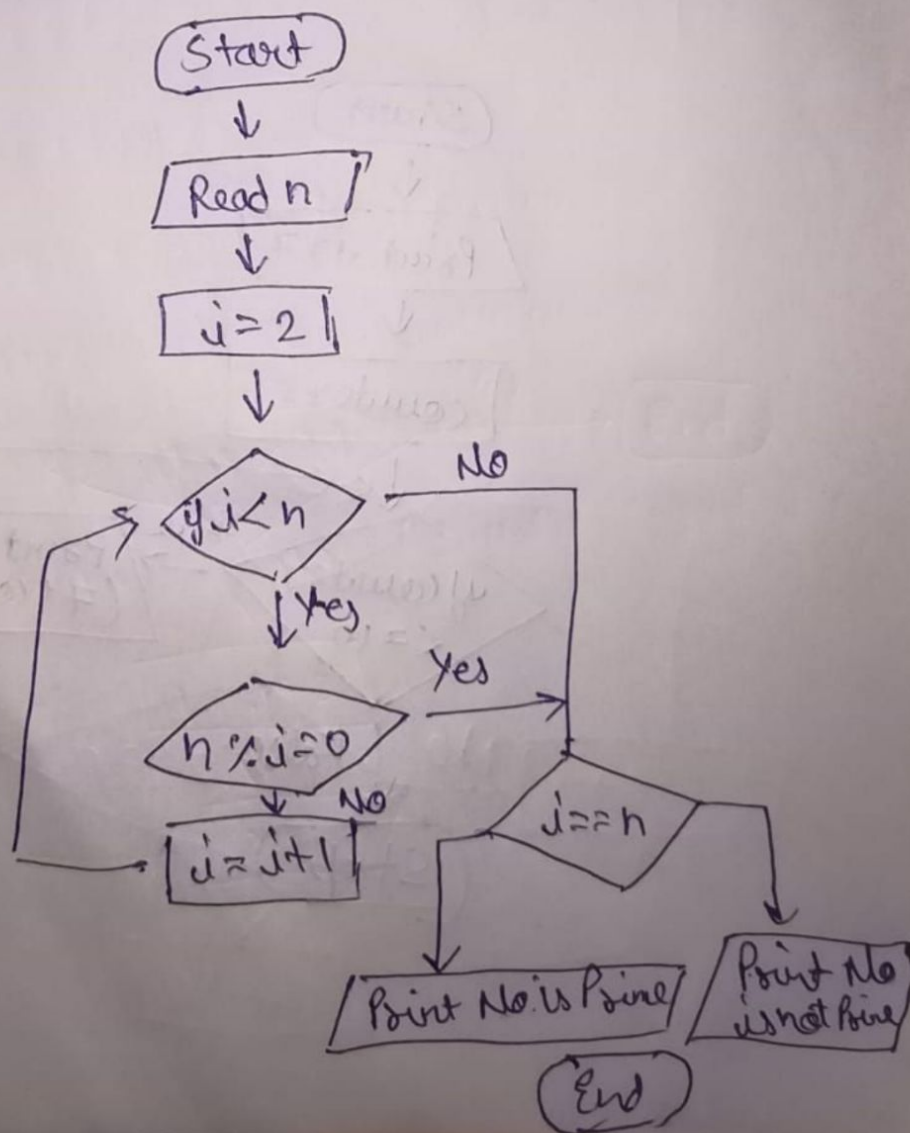 Start
Read n
i = 2
if i < n
No
Yes
n % i = 0
Yes
No
i = i + 1
i == n
Print No. is Prime
Print No
is not Prime
End